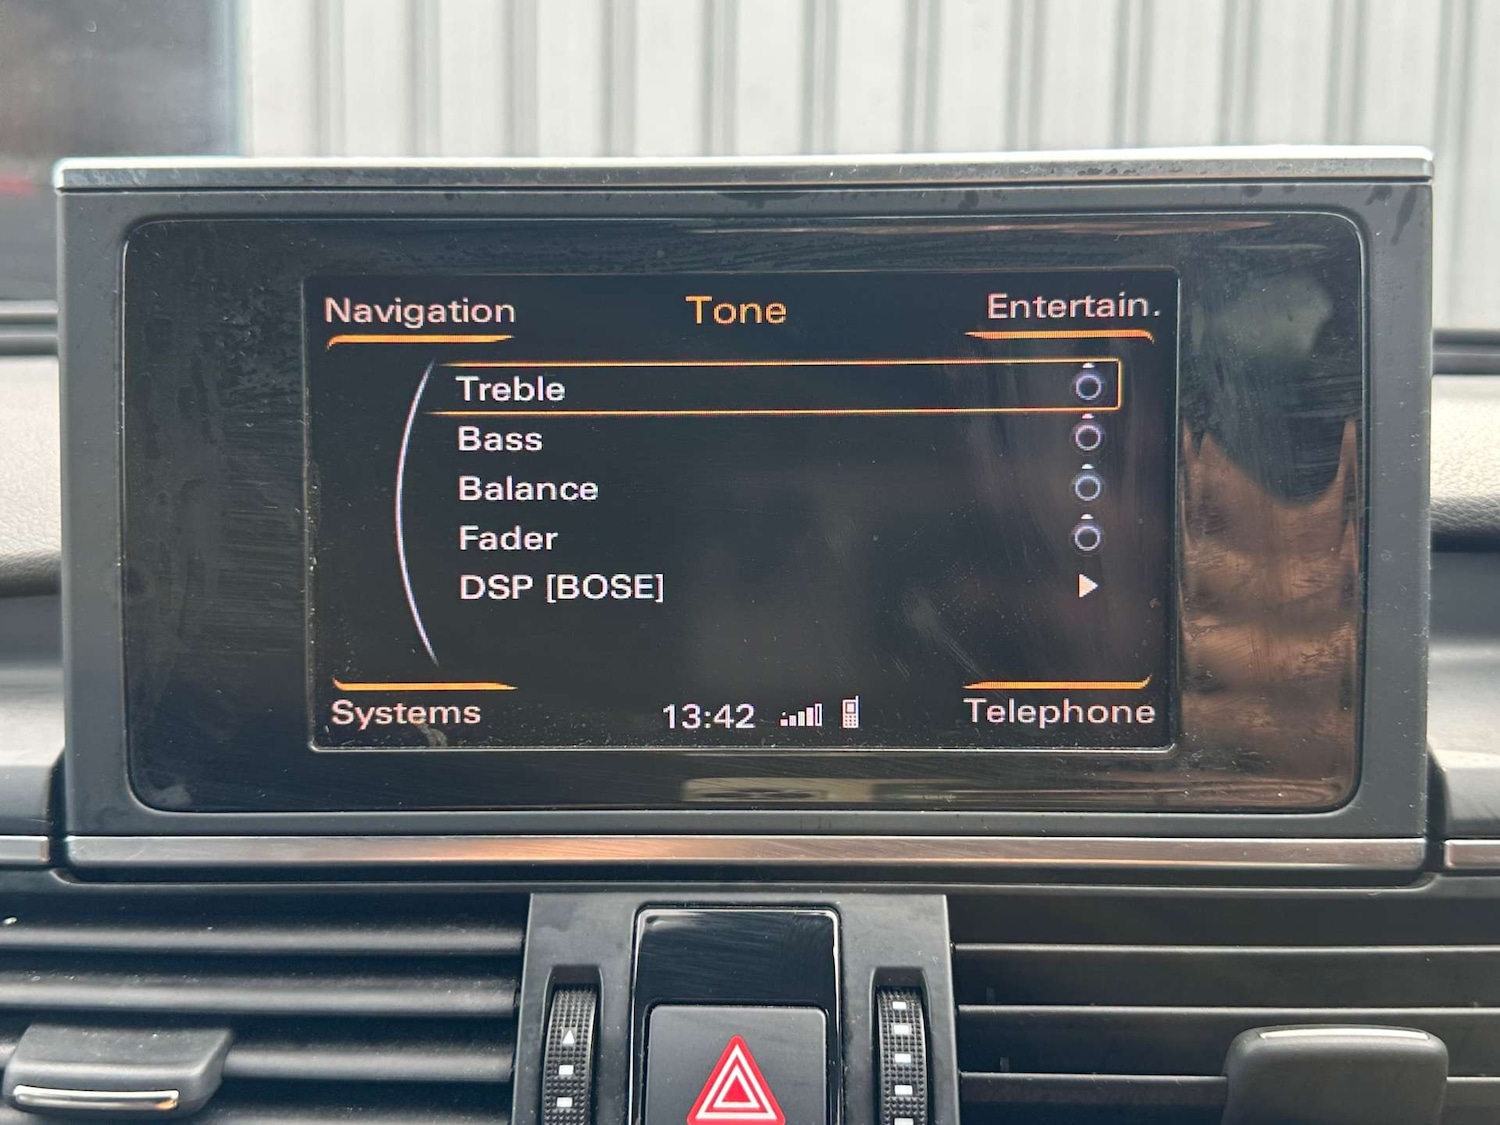 Navigation Tone Entertain.
Treble
Bass
Balance
Fader
DSP [BOSE]
Systems 13:42 Telephone